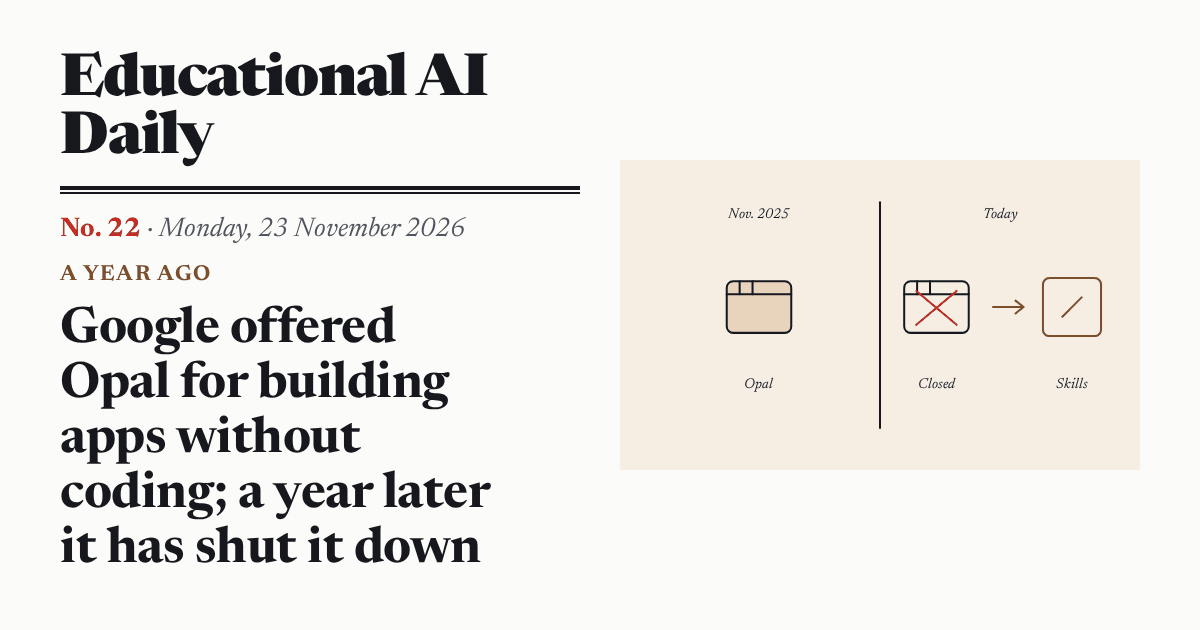 Educational AI
Daily
No. 22 · Monday, 23 November 2026
A YEAR AGO
Google offered
Opal for building
apps without
coding; a year later
it has shut it down
Nov. 2025
Today
Opal
Closed
Skills